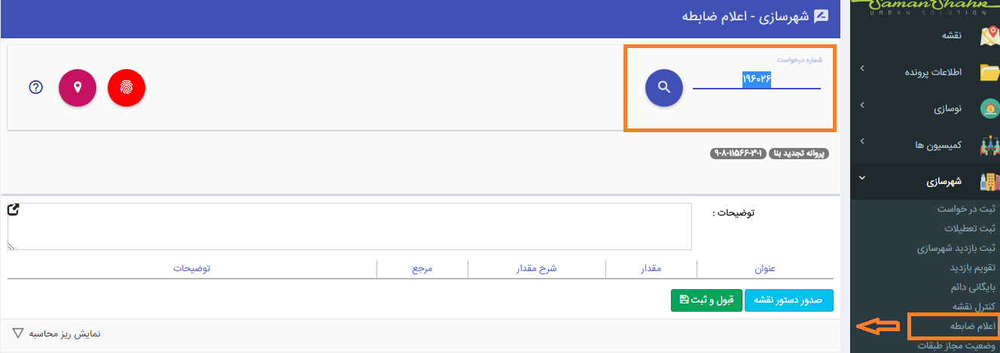 SamanShahr
URBAN SOLUTION
نقشه
اطلاعات پرونده
نوسازی
کمیسیون ها
شهرسازی
ثبت در خواست
ثبت تعطیلات
ثبت بازدید شهرسازی
تقویم بازدید
بایگانی دائم
کنترل نقشه
اعلام ضابطه
وضعیت مجاز طبقات
شهرسازی - اعلام ضابطه
شماره درخواست
۱۹۶۰۲۶
پروانه تجدید بنا ۹-۸-۱۱۵۶۶-۳-۱
توضیحات :
عنوان مقدار شرح مقدار مرجع توضیحات
صدور دستور نقشه قبول و ثبت
نمایش ریز محاسبه